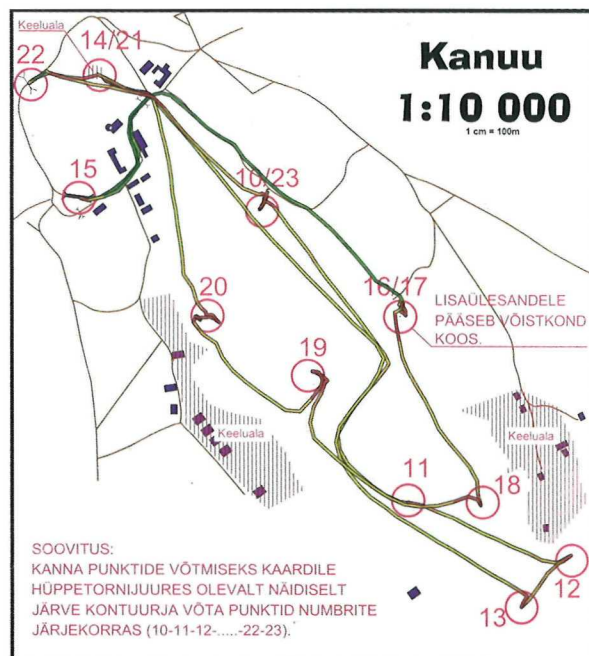 Keeluala
14/21
22
Kanuu
1:10 000
1 cm = 100m
15
10/23
16/17
LISAÜLESANDELE
PÄÄSEB VÕISTKOND
KOOS.
20
19
Keeluala
Keeluala
11
18
SOOVITUS:
KANNA PUNKTIDE VÕTMISEKS KAARDILE
HÜPPETORNIJUURES OLEVALT NÄIDISELT
JÄRVE KONTUURJA VÕTA PUNKTID NUMBRITE
JÄRJEKORRAS (10-11-12-.....-22-23).
12
13